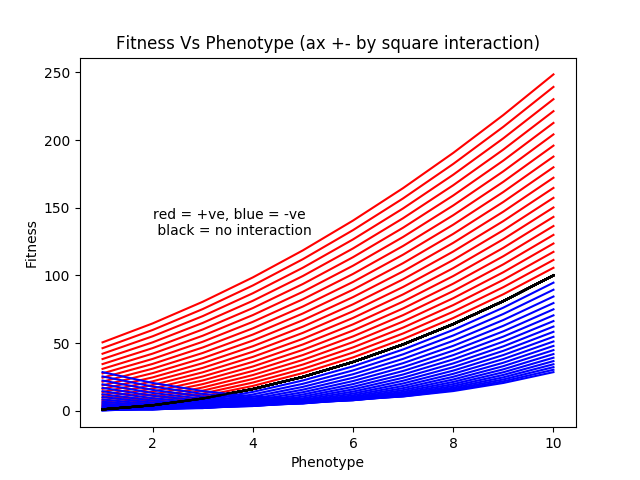 Fitness Vs Phenotype (ax +- by square interaction)
250
200
150
100
50
0
Fitness
red = +ve, blue = -ve
black = no interaction
2
4
6
8
10
Phenotype